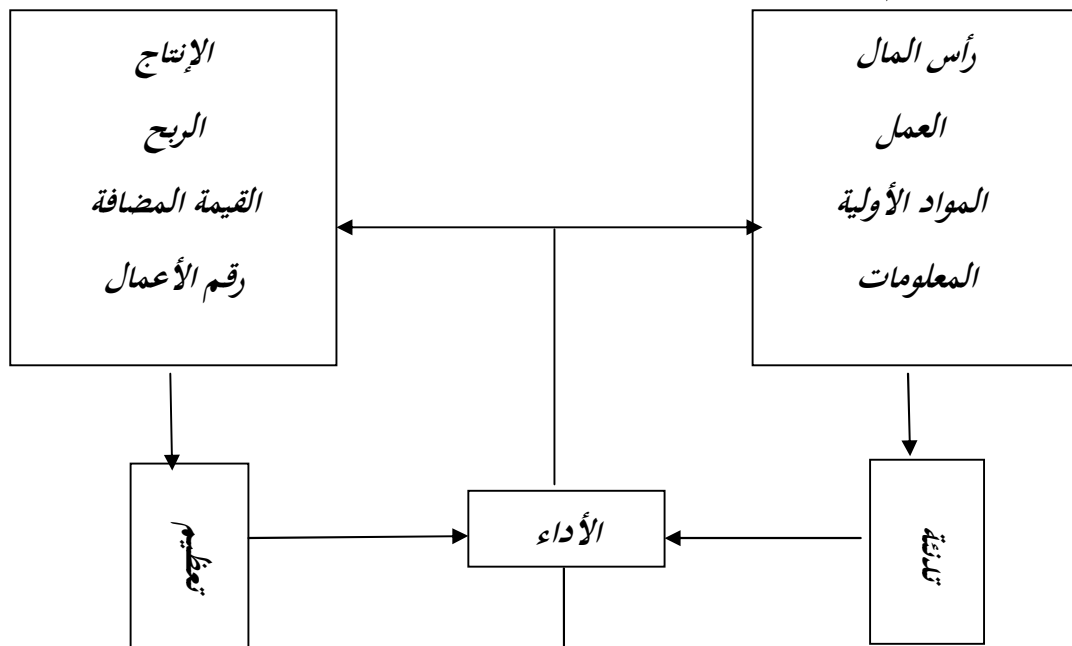 رأس المال
العمل
المواد الأولية
المعلومات
الإنتاج
الربح
القيمة المضافة
رقم الأعمال
تدنئة
الأداء
تعظيم